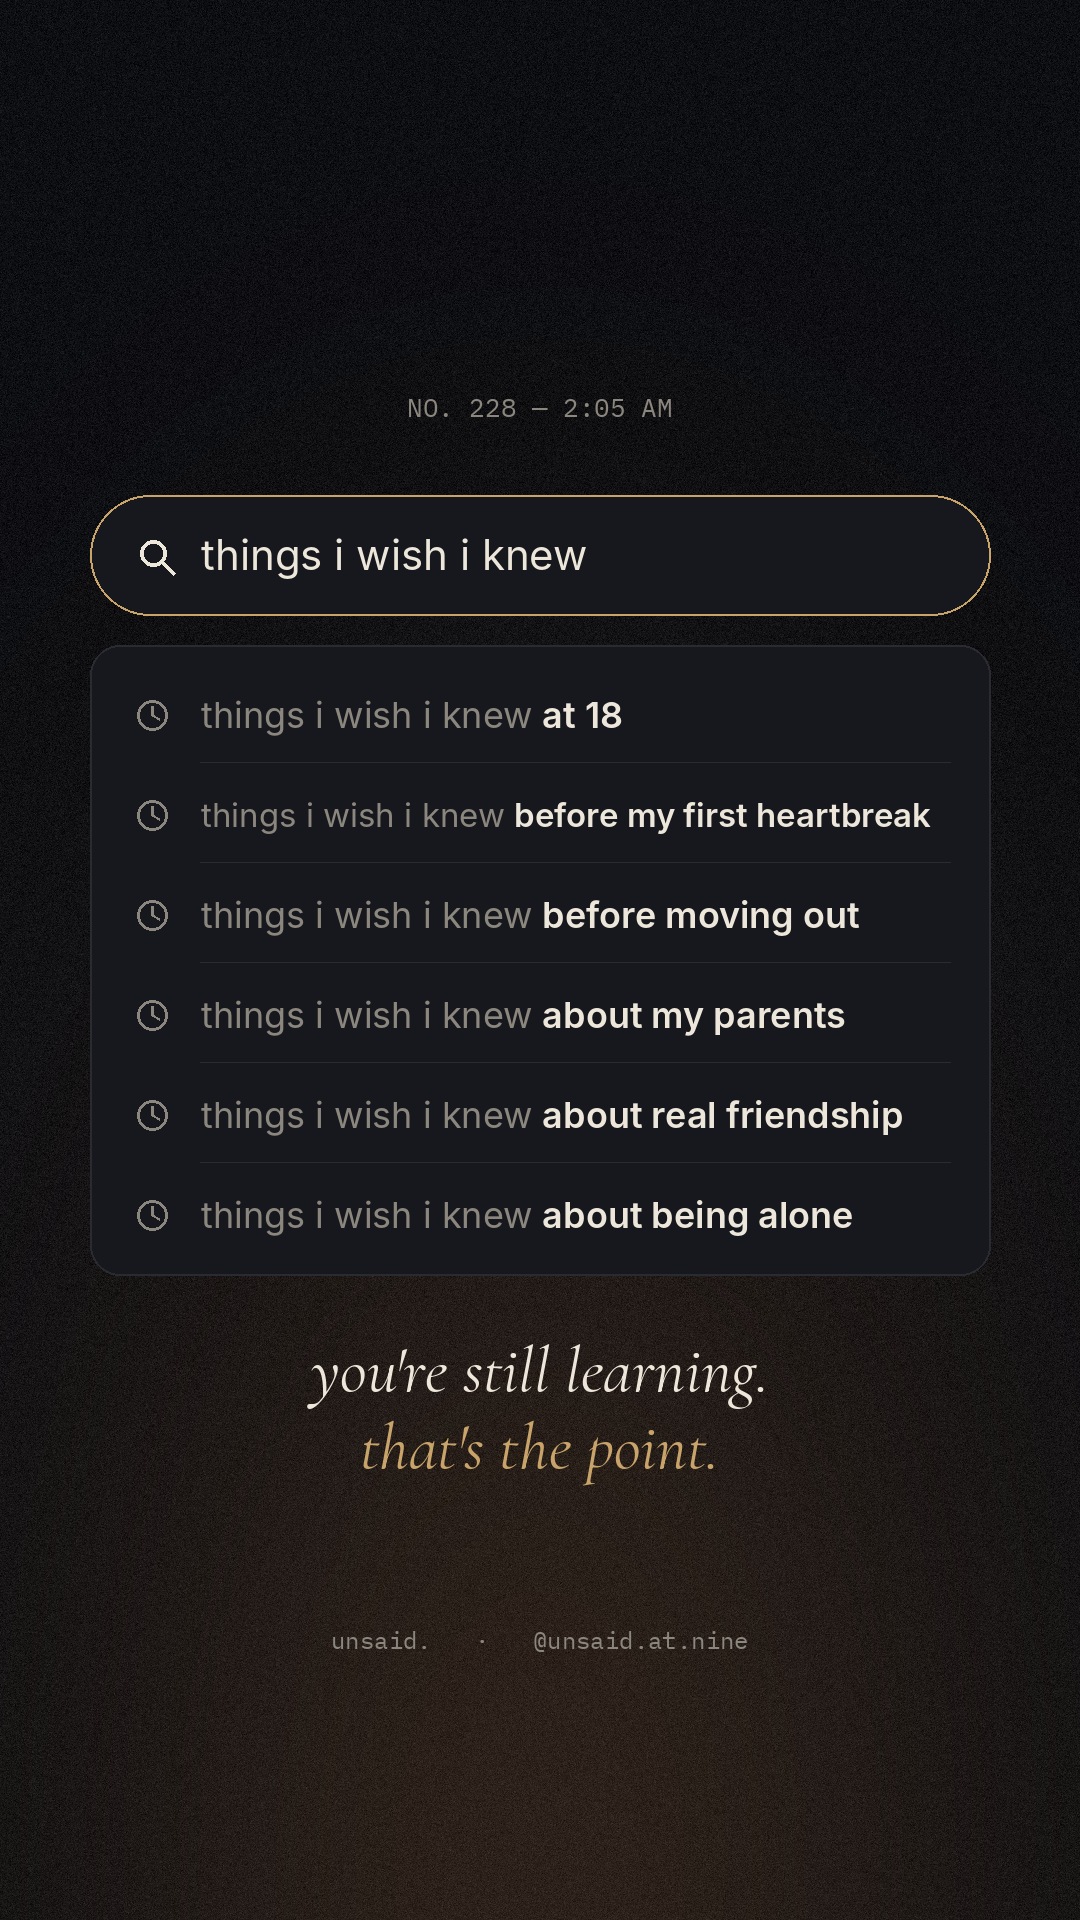 NO. 228 — 2:05 AM
things i wish i knew
things i wish i knew at 18
things i wish i knew before my first heartbreak
things i wish i knew before moving out
things i wish i knew about my parents
things i wish i knew about real friendship
things i wish i knew about being alone
you're still learning.
that's the point.
unsaid. · @unsaid.at.nine